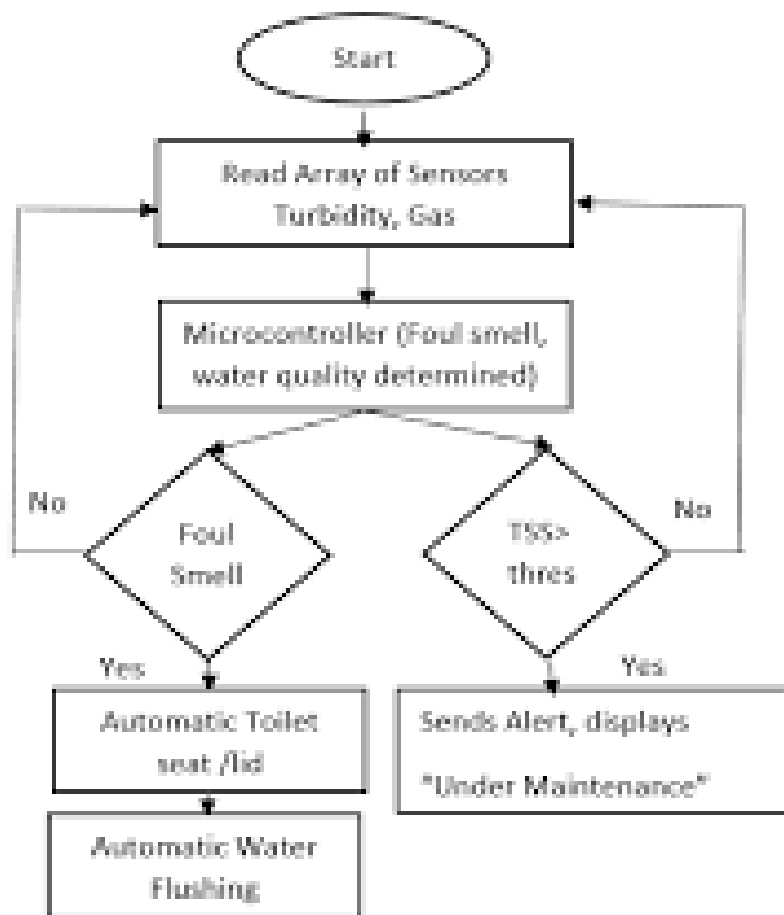 Start
Read Array of Sensors
Turbidity, Gas
Microcontroller (Foul smell,
water quality determined)
No
Foul
Smell
TSS>
thres
No
Yes
Yes
Automatic Toilet
seat /lid
Sends Alert, displays
"Under Maintenance"
Automatic Water
Flushing